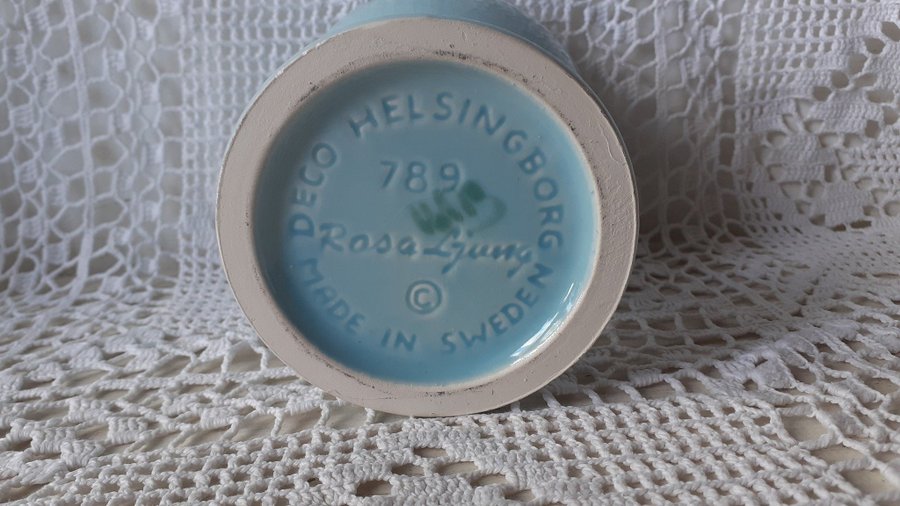 DECO HELSINGBORG
789
Rosa Ljung
©
MADE IN SWEDEN